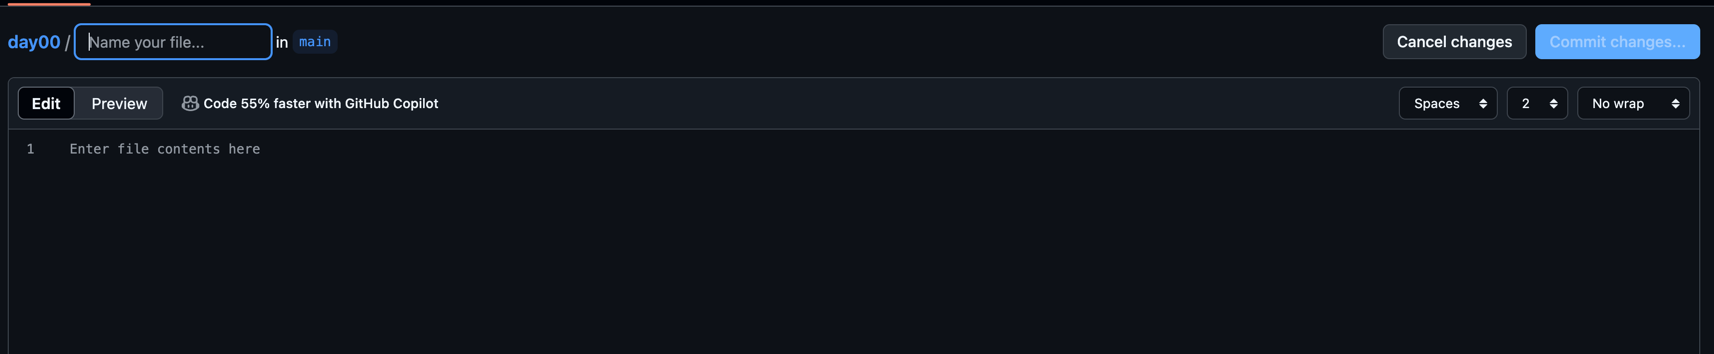 day00 / Name your file... in main Cancel changes Commit changes...
Edit Preview Code 55% faster with GitHub Copilot Spaces 2 No wrap
1 Enter file contents here